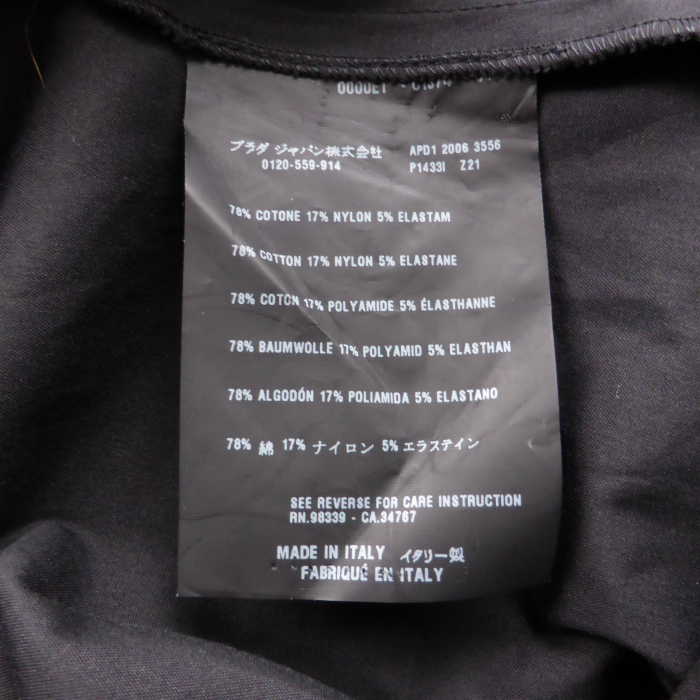 プラダ ジャパン株式会社 APD1 2006 3556
0120-559-914 P1433I Z21
78% COTONE 17% NYLON 5% ELASTAM
78% COTTON 17% NYLON 5% ELASTANE
78% COTON 17% POLYAMIDE 5% ÉLASTHANNE
78% BAUMWOLLE 17% POLYAMID 5% ELASTHAN
78% ALGODÓN 17% POLIAMIDA 5% ELASTANO
78% 綿 17% ナイロン 5% エラステイン
SEE REVERSE FOR CARE INSTRUCTION
RN.98339 - CA.34767
MADE IN ITALY イタリー製
FABRIQUÉ EN ITALY